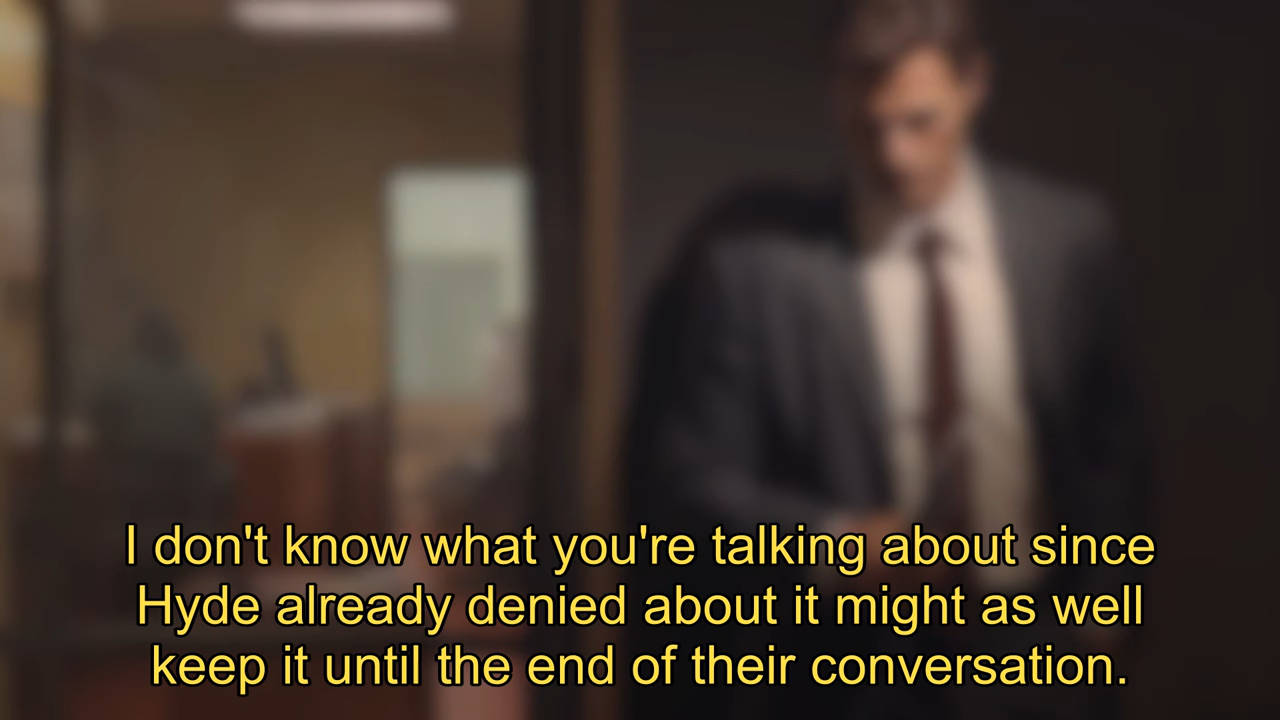 I don't know what you're talking about since
Hyde already denied about it might as well
keep it until the end of their conversation.